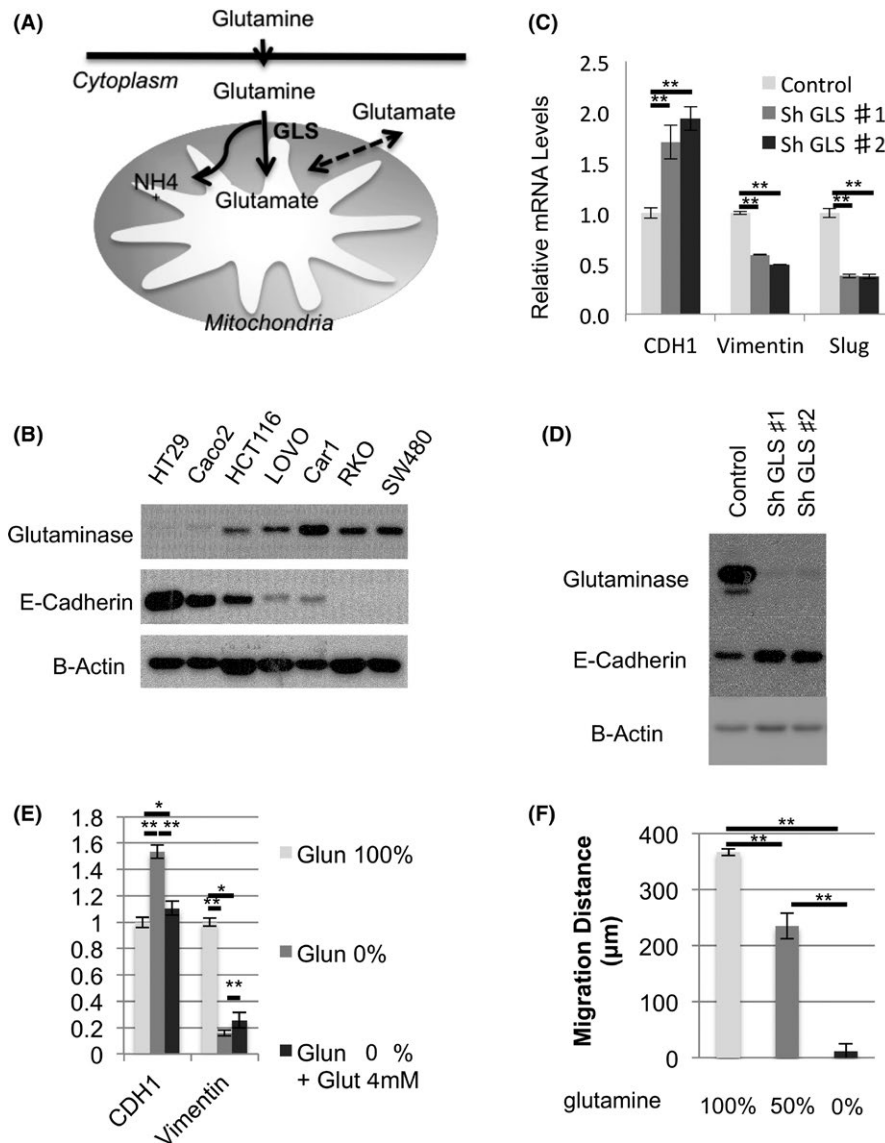 (A)
Glutamine
Cytoplasm
Glutamine
Glutamate
GLS
NH4
+
Glutamate
Mitochondria
(C)
Relative mRNA Levels
2.5
2.0
1.5
1.0
0.5
0.0
Control
Sh GLS #1
Sh GLS #2
**
**
**
**
**
**
CDH1 Vimentin Slug
(B)
HT29 Caco2 HCT116 LOVO Car1 RKO SW480
Glutaminase
E-Cadherin
B-Actin
(D)
Control Sh GLS #1 Sh GLS #2
Glutaminase
E-Cadherin
B-Actin
(E)
1.8
1.6
1.4
1.2
1
0.8
0.6
0.4
0.2
0
*
** **
*
**
**
CDH1 Vimentin
Glun 100%
Glun 0%
Glun 0 %
+ Glut 4mM
(F)
Migration Distance
(µm)
400
300
200
100
0
**
**
**
glutamine 100% 50% 0%